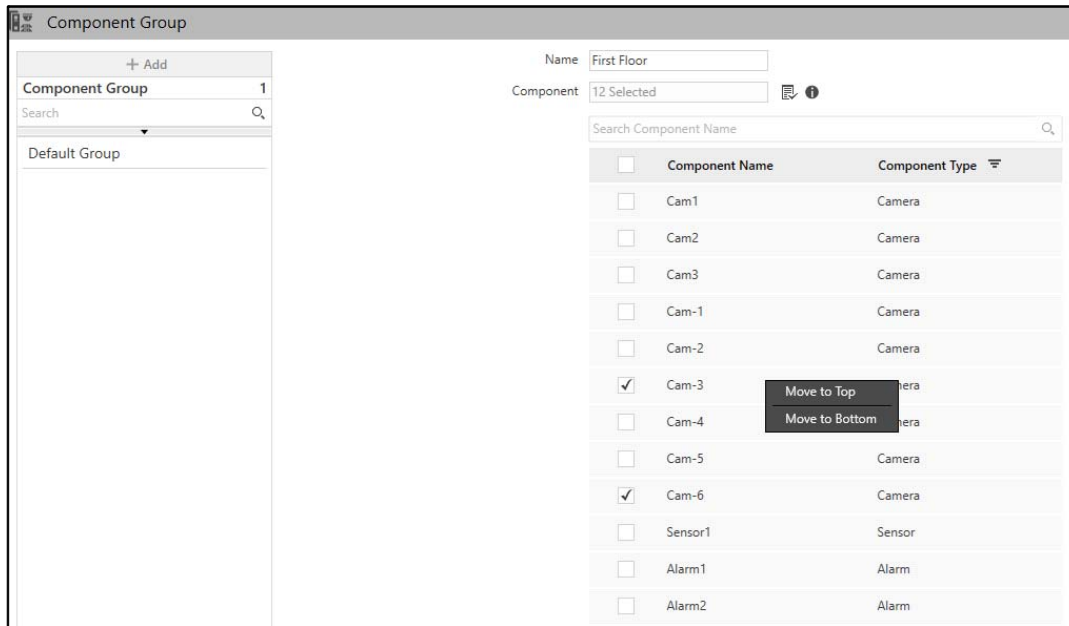 Component Group
+ Add
Component Group 1
Search
Default Group
Name First Floor
Component 12 Selected
Search Component Name
Component Name Component Type
Cam1 Camera
Cam2 Camera
Cam3 Camera
Cam-1 Camera
Cam-2 Camera
Cam-3 nera
Move to Top
Cam-4 nera
Move to Bottom
Cam-5 Camera
Cam-6 Camera
Sensor1 Sensor
Alarm1 Alarm
Alarm2 Alarm